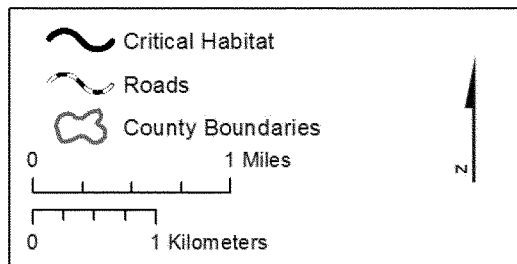 Critical Habitat
Roads
County Boundaries
0 1 Miles
0 1 Kilometers
N